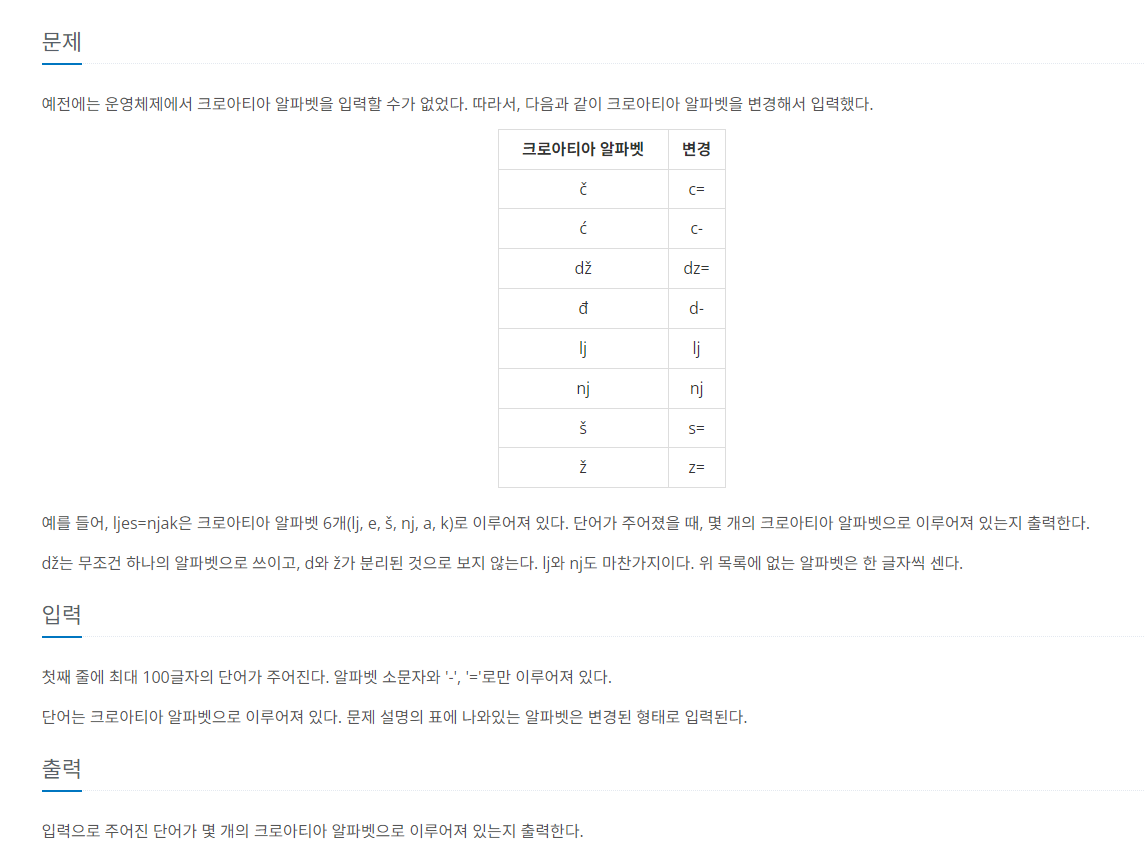 문제
예전에는 운영체제에서 크로아티아 알파벳을 입력할 수가 없었다. 따라서, 다음과 같이 크로아티아 알파벳을 변경해서 입력했다.
크로아티아 알파벳 변경
č c=
ć c-
dž dz=
đ d-
lj lj
nj nj
š s=
ž z=
예를 들어, ljes=njak은 크로아티아 알파벳 6개(lj, e, š, nj, a, k)로 이루어져 있다. 단어가 주어졌을 때, 몇 개의 크로아티아 알파벳으로 이루어져 있는지 출력한다.
dž는 무조건 하나의 알파벳으로 쓰이고, d와 ž가 분리된 것으로 보지 않는다. lj와 nj도 마찬가지이다. 위 목록에 없는 알파벳은 한 글자씩 센다.
입력
첫째 줄에 최대 100글자의 단어가 주어진다. 알파벳 소문자와 '-', '='로만 이루어져 있다.
단어는 크로아티아 알파벳으로 이루어져 있다. 문제 설명의 표에 나와있는 알파벳은 변경된 형태로 입력된다.
출력
입력으로 주어진 단어가 몇 개의 크로아티아 알파벳으로 이루어져 있는지 출력한다.